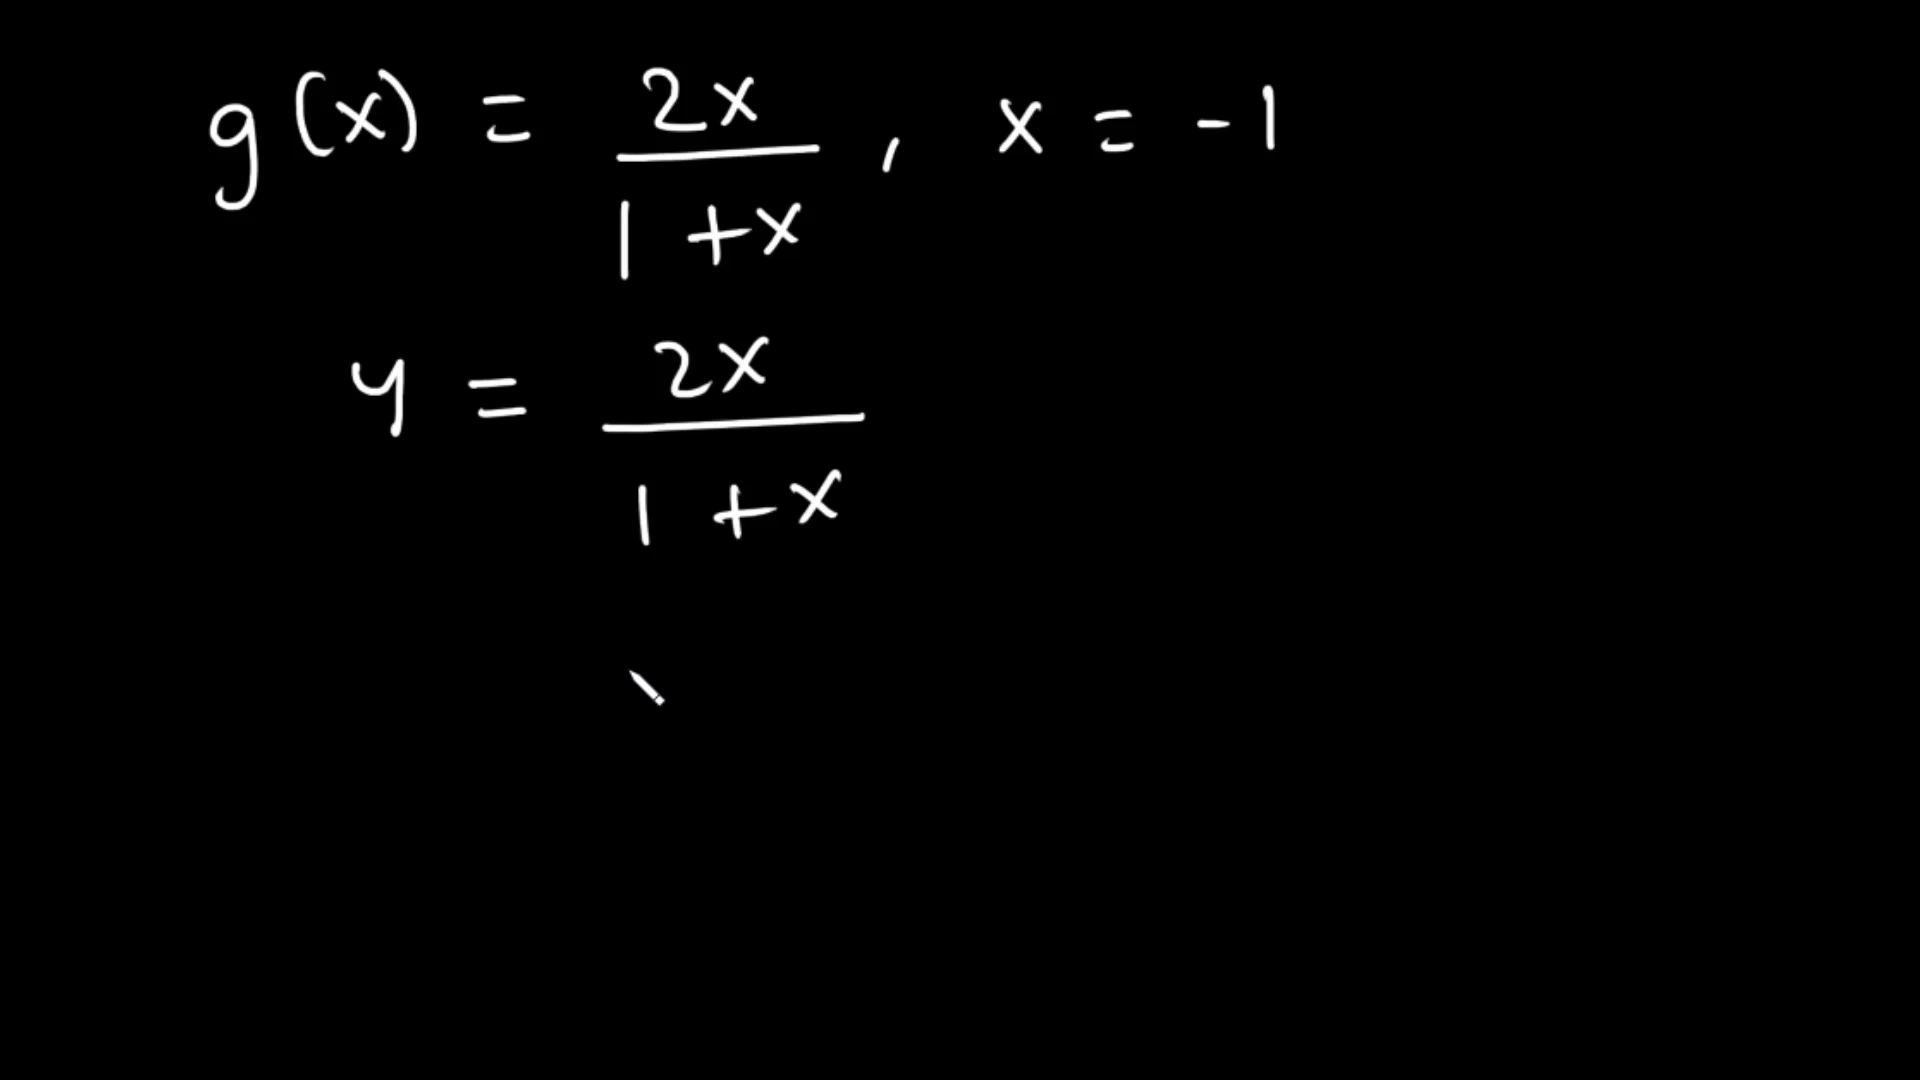 g(x) = 2x/(1+x), x = -1
y = 2x/(1+x)